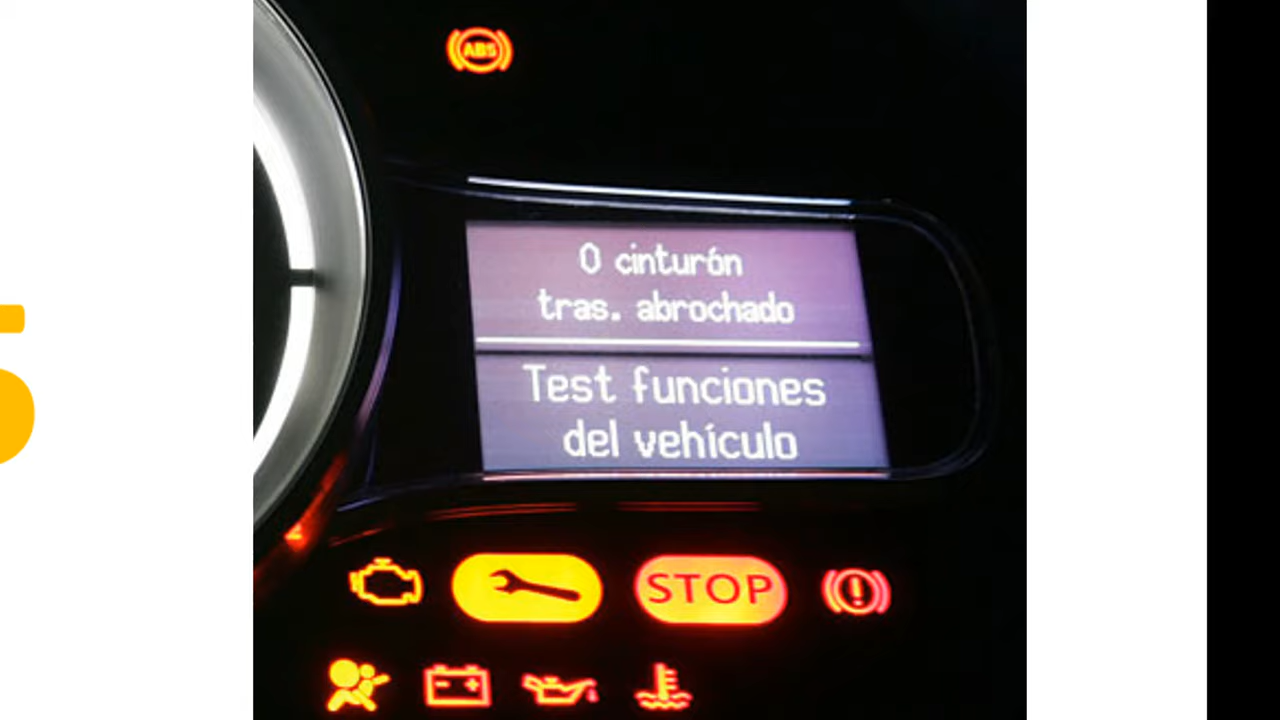 ABS
0 cinturón
tras. abrochado
Test funciones
del vehículo
STOP